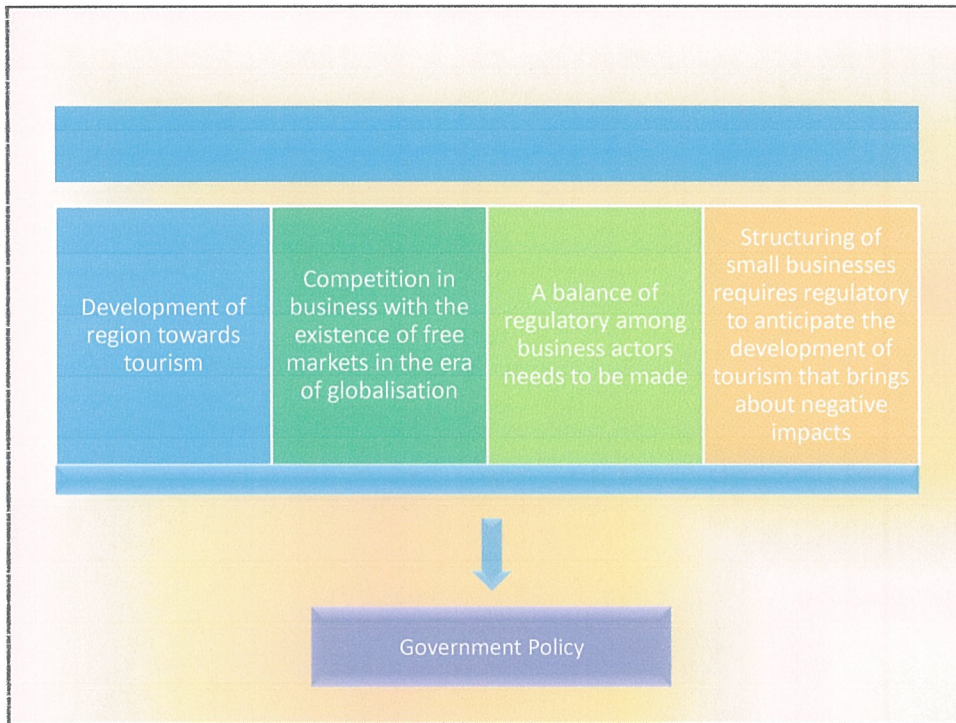 Development of
region towards
tourism
Competition in
business with the
existence of free
markets in the era
of globalisation
A balance of
regulatory among
business actors
needs to be made
Structuring of
small businesses
requires regulatory
to anticipate the
development of
tourism that brings
about negative
impacts
Government Policy